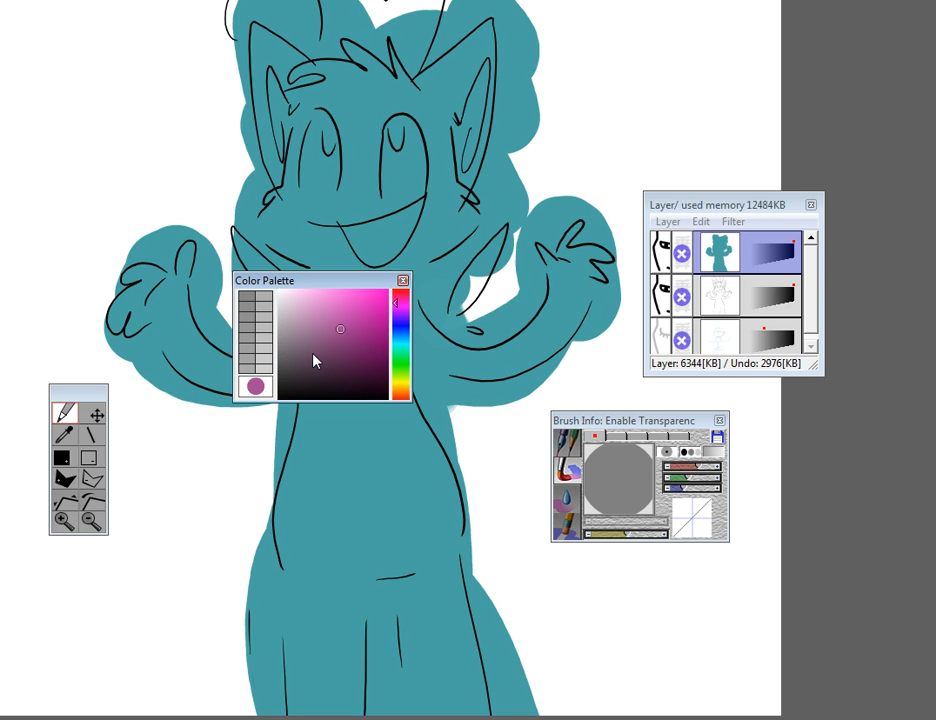 Layer/ used memory 12484KB
Layer Edit Filter
Color Palette
Layer: 6344[KB] / Undo: 2976[KB]
Brush Info: Enable Transparenc